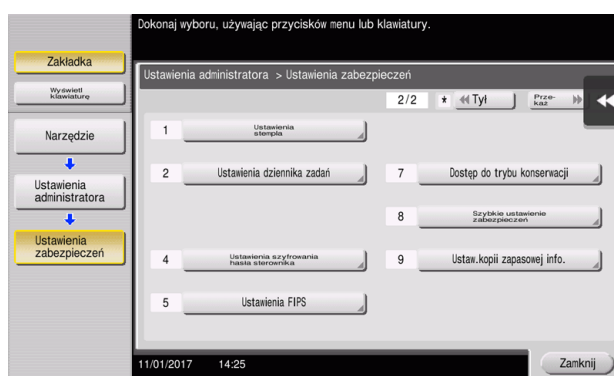 Dokonaj wyboru, używając przycisków menu lub klawiatury.
Zakładka
Wyświetl
klawiaturę
Narzędzie
Ustawienia
administratora
Ustawienia
zabezpieczeń
Ustawienia administratora > Ustawienia zabezpieczeń
2/2 * Tył Prze-
każ
1 Ustawienia
stempla
2 Ustawienia dziennika zadań
7 Dostęp do trybu konserwacji
8 Szybkie ustawienie
zabezpieczeń
4 Ustawienia szyfrowania
hasła sterownika
9 Ustaw.kopii zapasowej info.
5 Ustawienia FIPS
11/01/2017 14:25
Zamknij